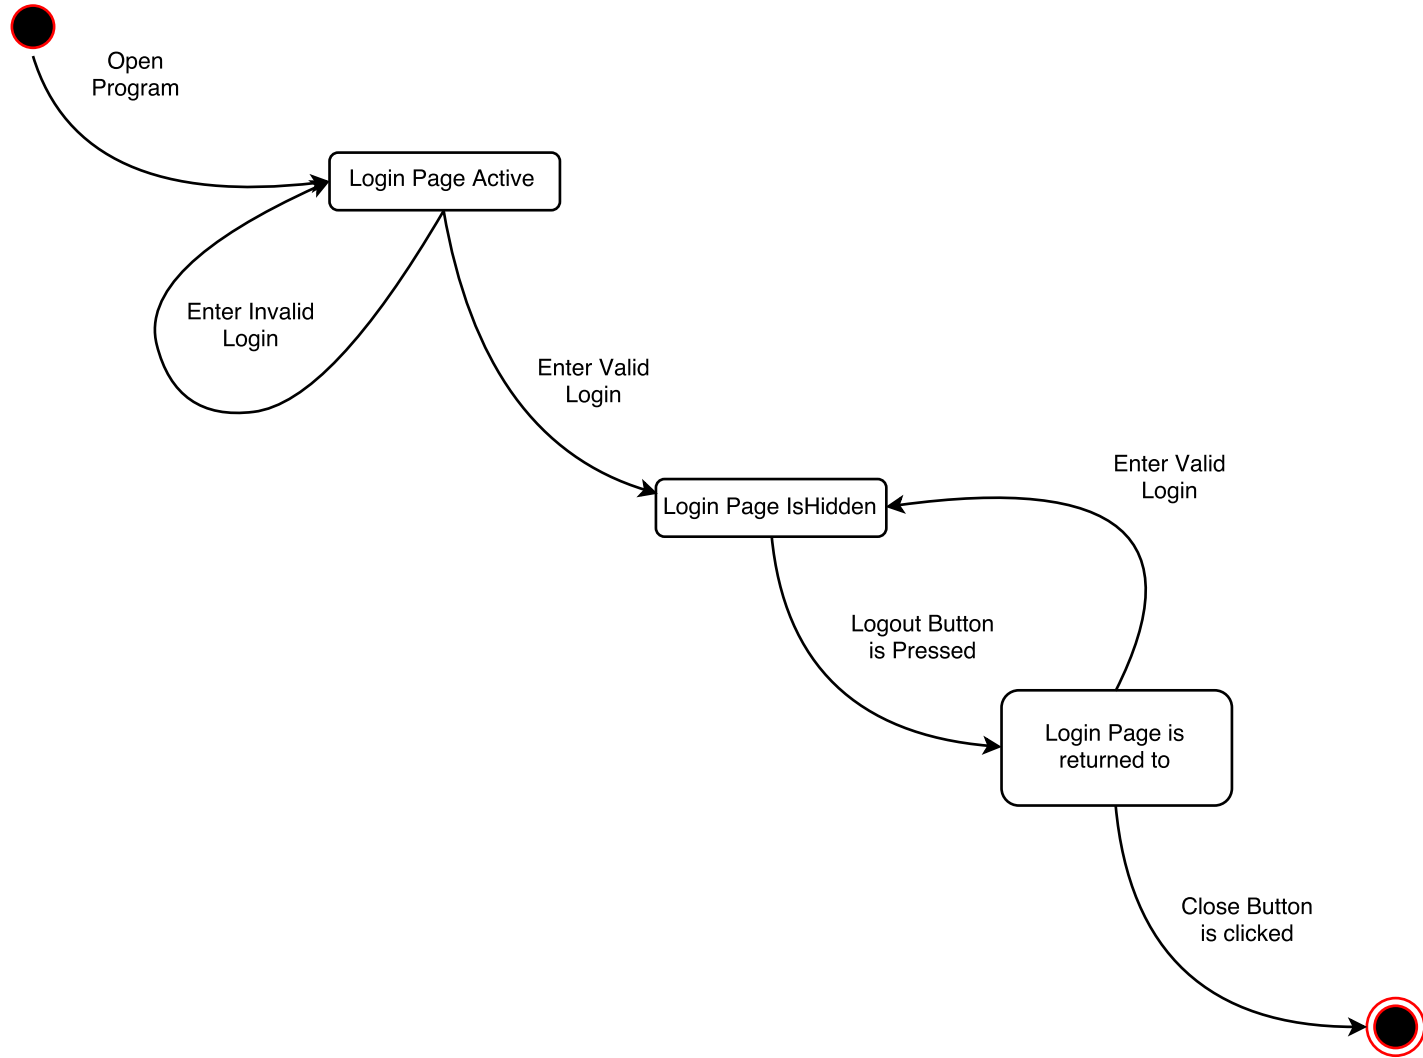 Open
Program
Login Page Active
Enter Invalid
Login
Enter Valid
Login
Enter Valid
Login
Login Page IsHidden
Logout Button
is Pressed
Login Page is
returned to
Close Button
is clicked